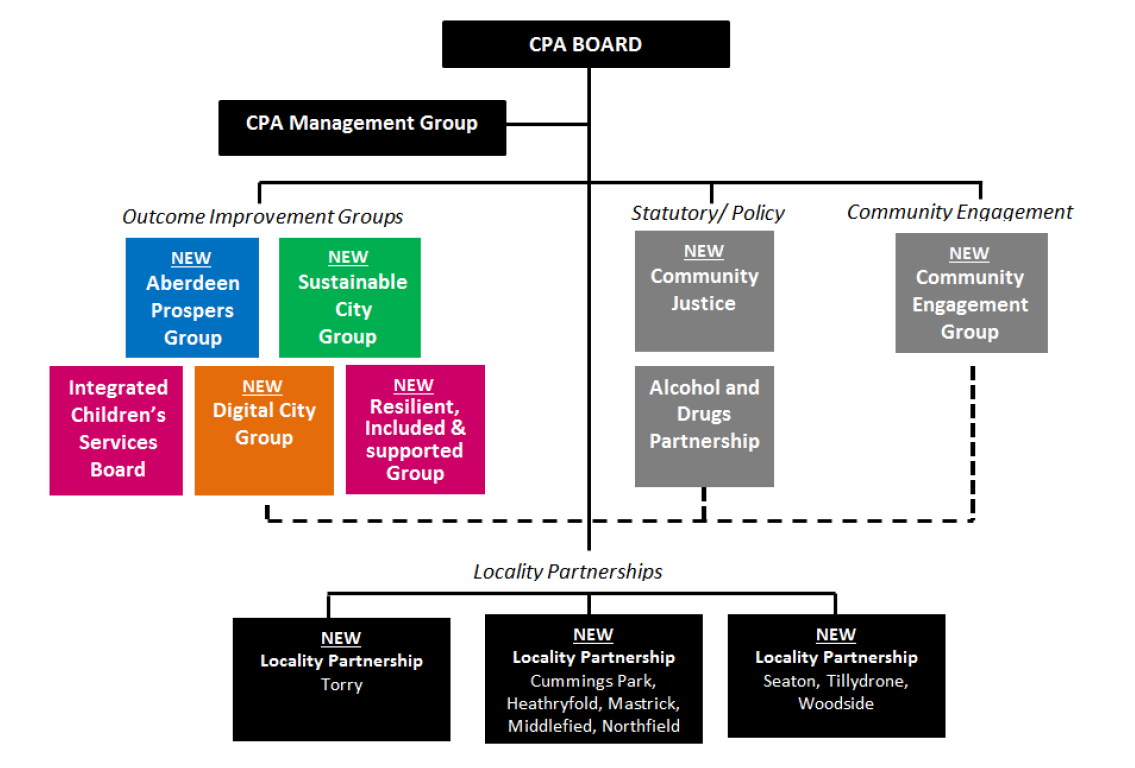 CPA BOARD
CPA Management Group
Outcome Improvement Groups
Statutory/ Policy
Community Engagement
NEW
Aberdeen
Prospers
Group
NEW
Sustainable
City
Group
NEW
Community
Justice
NEW
Community
Engagement
Group
Integrated
Children’s
Services
Board
NEW
Digital City
Group
NEW
Resilient,
Included &
supported
Group
Alcohol and
Drugs
Partnership
Locality Partnerships
NEW
Locality Partnership
Torry
NEW
Locality Partnership
Cummings Park,
Heathryfold, Mastrick,
Middlefied, Northfield
NEW
Locality Partnership
Seaton, Tillydrone,
Woodside